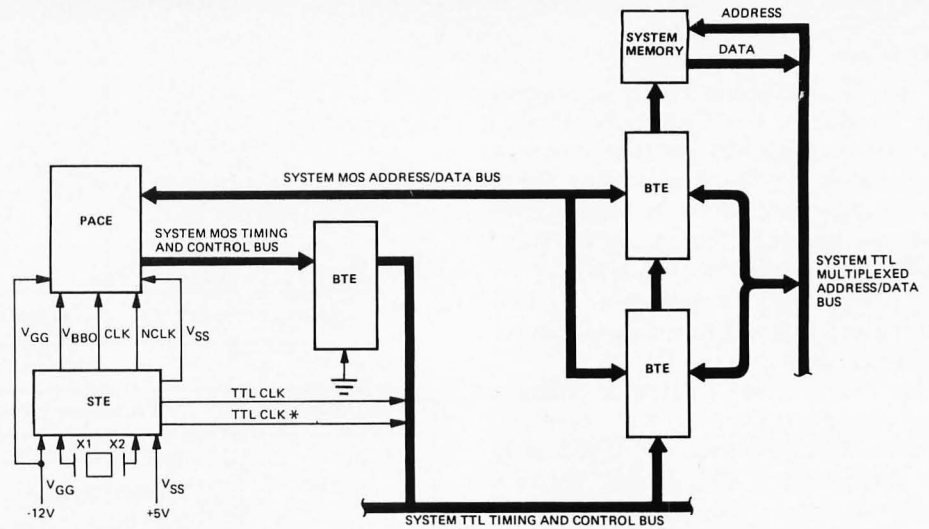 ADDRESS
SYSTEM
MEMORY
DATA
BTE
SYSTEM MOS ADDRESS/DATA BUS
PACE
SYSTEM MOS TIMING
AND CONTROL BUS
BTE
SYSTEM TTL
MULTIPLEXED
ADDRESS/DATA
BUS
VGG
VBBO
CLK
NCLK
VSS
BTE
STE
TTL CLK
TTL CLK *
X1
X2
VGG
VSS
-12V
+5V
SYSTEM TTL TIMING AND CONTROL BUS